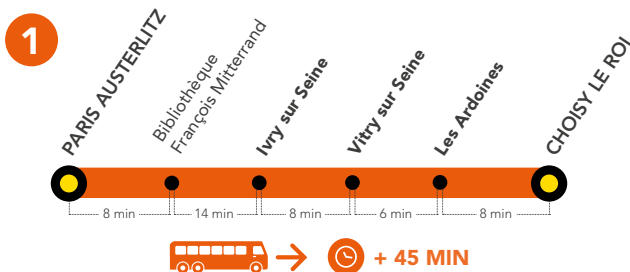 1
PARIS AUSTERLITZ
Bibliothèque
François Mitterrand
Ivry sur Seine
Vitry sur Seine
Les Ardoines
CHOISY LE ROI
8 min
14 min
8 min
6 min
8 min
+ 45 MIN